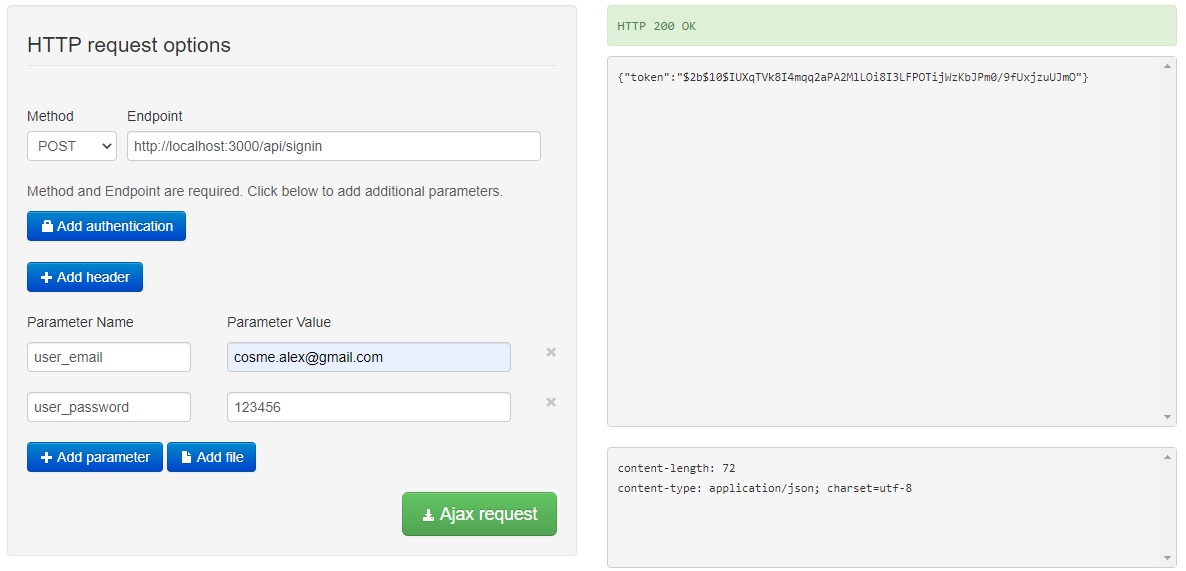 HTTP request options
Method
Endpoint
POST
http://localhost:3000/api/signin
Method and Endpoint are required. Click below to add additional parameters.
Add authentication
Add header
Parameter Name
Parameter Value
user_email
cosme.alex@gmail.com
user_password
123456
Add parameter
Add file
Ajax request
HTTP 200 OK
{"token":"$2b$10$IUXqTVk8I4mqq2aPA2MlLOi8I3LFPOTijWzKbJPm0/9fUxjzuUJmO"}
content-length: 72
content-type: application/json; charset=utf-8